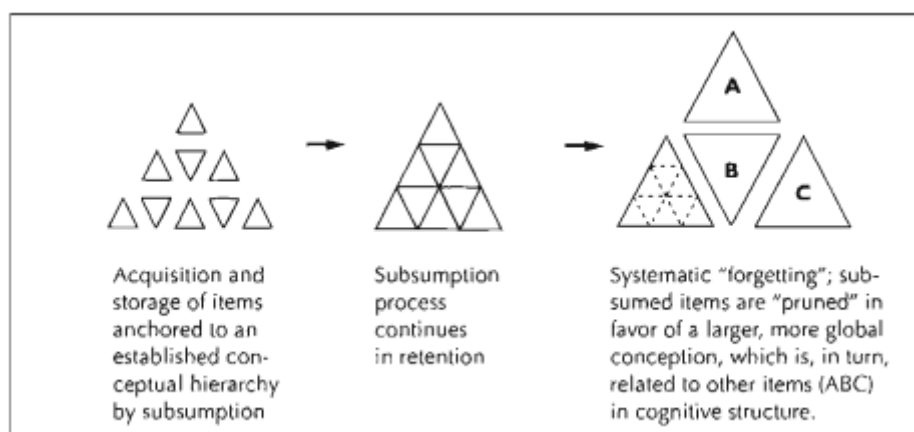 A
B
C
Acquisition and
storage of items
anchored to an
established con-
ceptual hierarchy
by subsumption
Subsumption
process
continues
in retention
Systematic “forgetting”; sub-
sumed items are “pruned” in
favor of a larger, more global
conception, which is, in turn,
related to other items (ABC)
in cognitive structure.